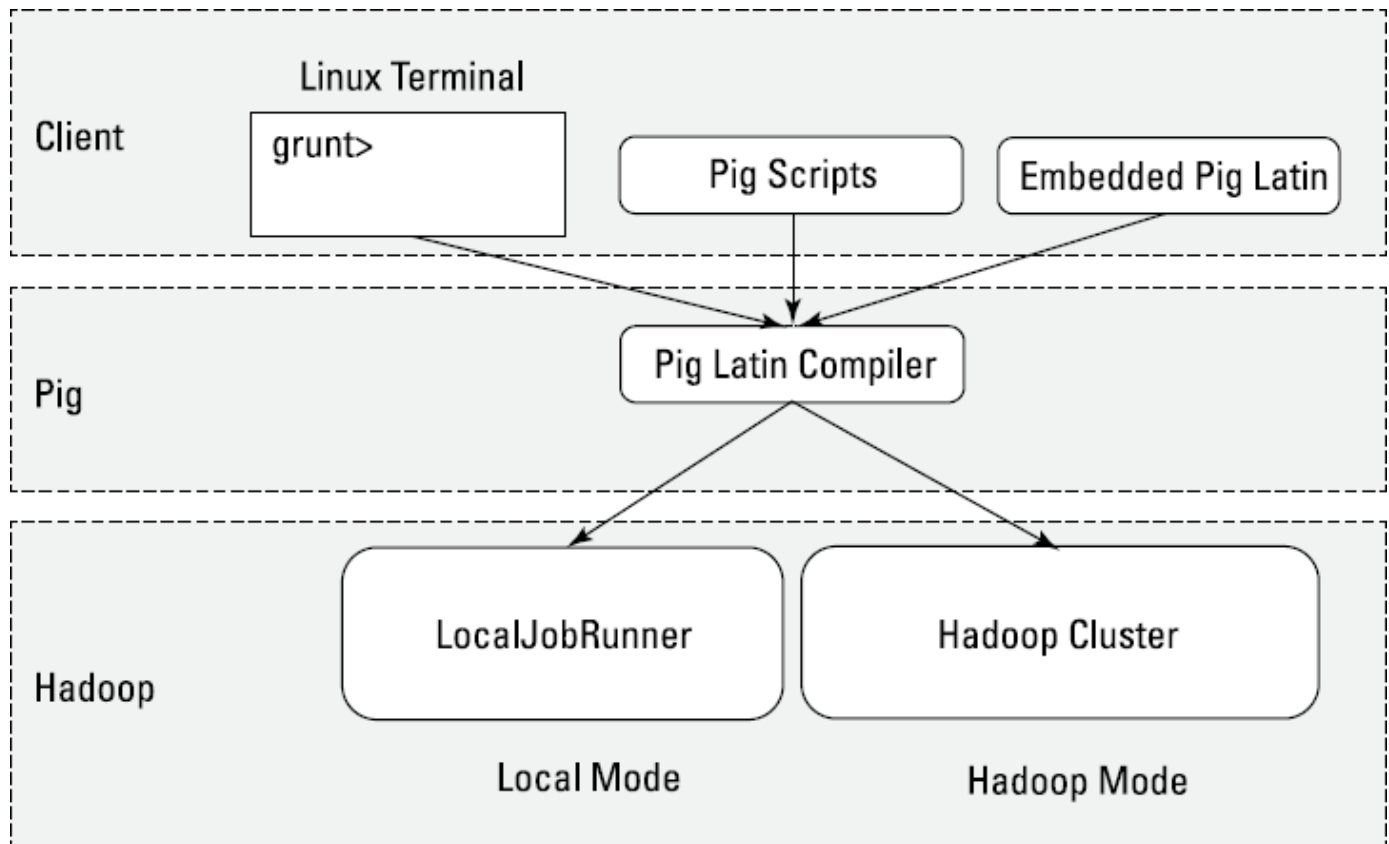 Linux Terminal
Client
grunt>
Pig Scripts
Embedded Pig Latin
Pig
Pig Latin Compiler
Hadoop
LocalJobRunner
Hadoop Cluster
Local Mode
Hadoop Mode